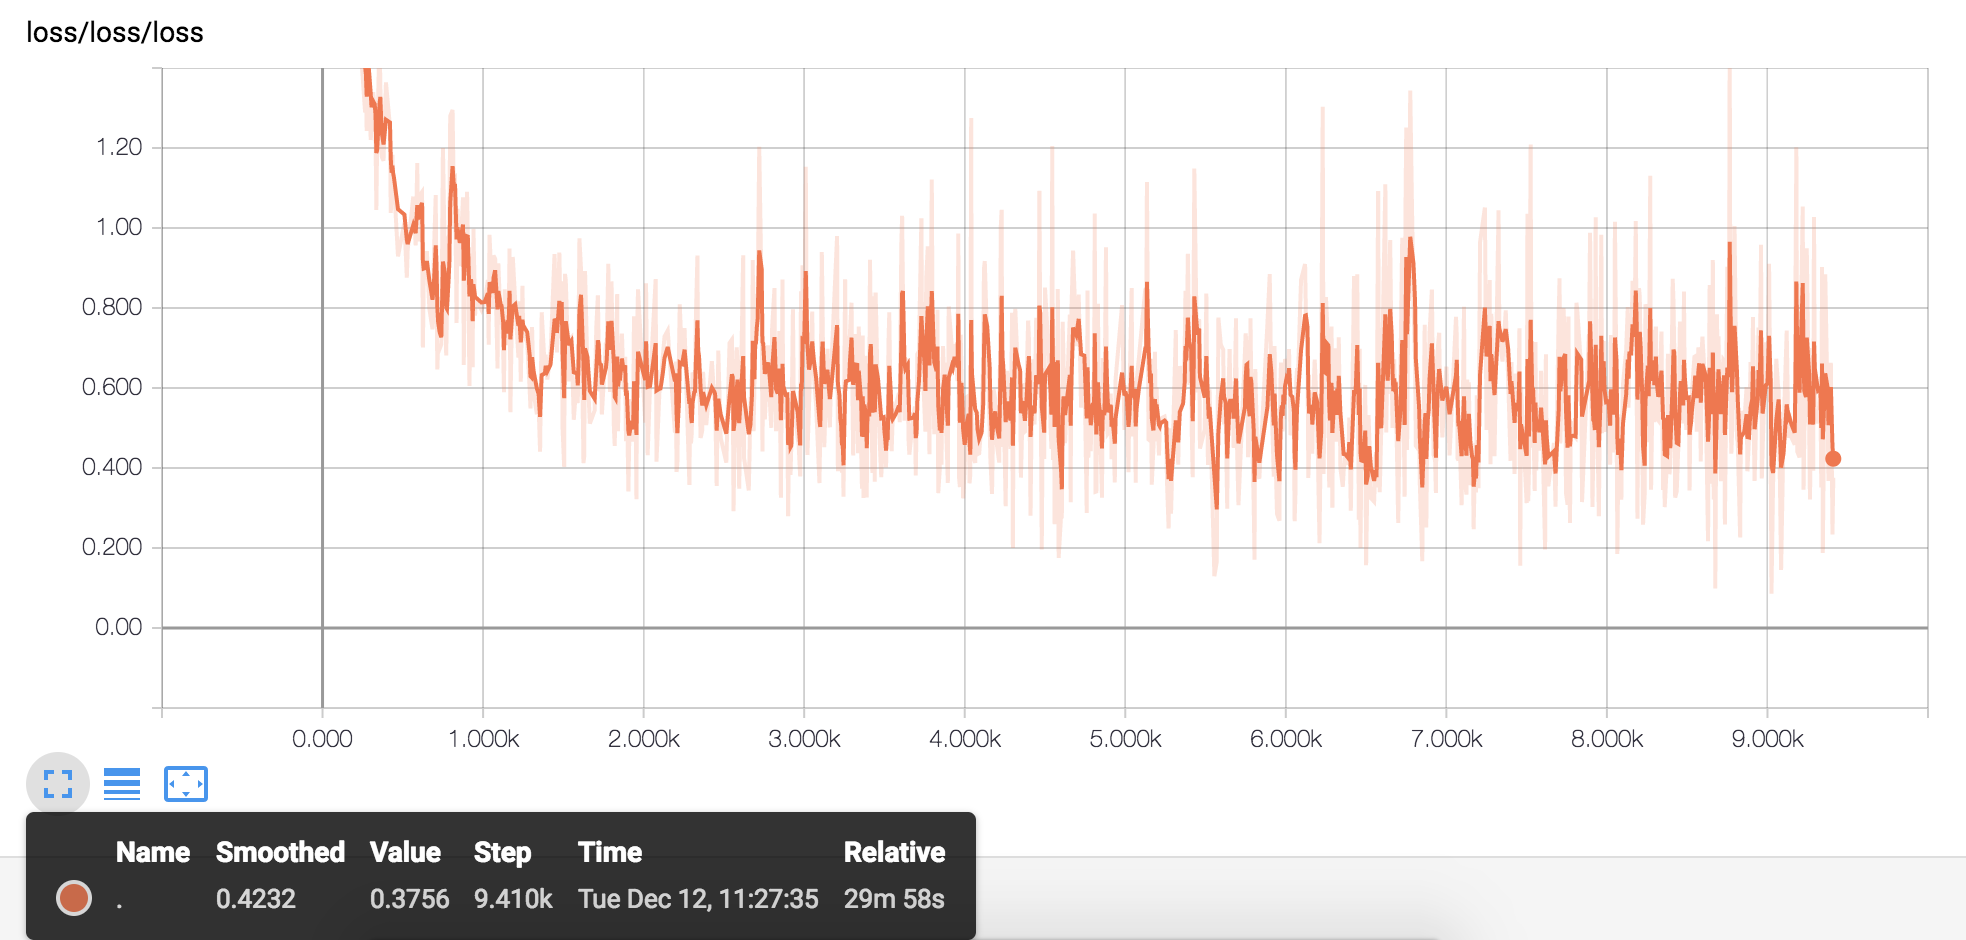 loss/loss/loss
1.20
1.00
0.800
0.600
0.400
0.200
0.00
0.000 1.000k 2.000k 3.000k 4.000k 5.000k 6.000k 7.000k 8.000k 9.000k
Name Smoothed Value Step Time Relative
. 0.4232 0.3756 9.410k Tue Dec 12, 11:27:35 29m 58s